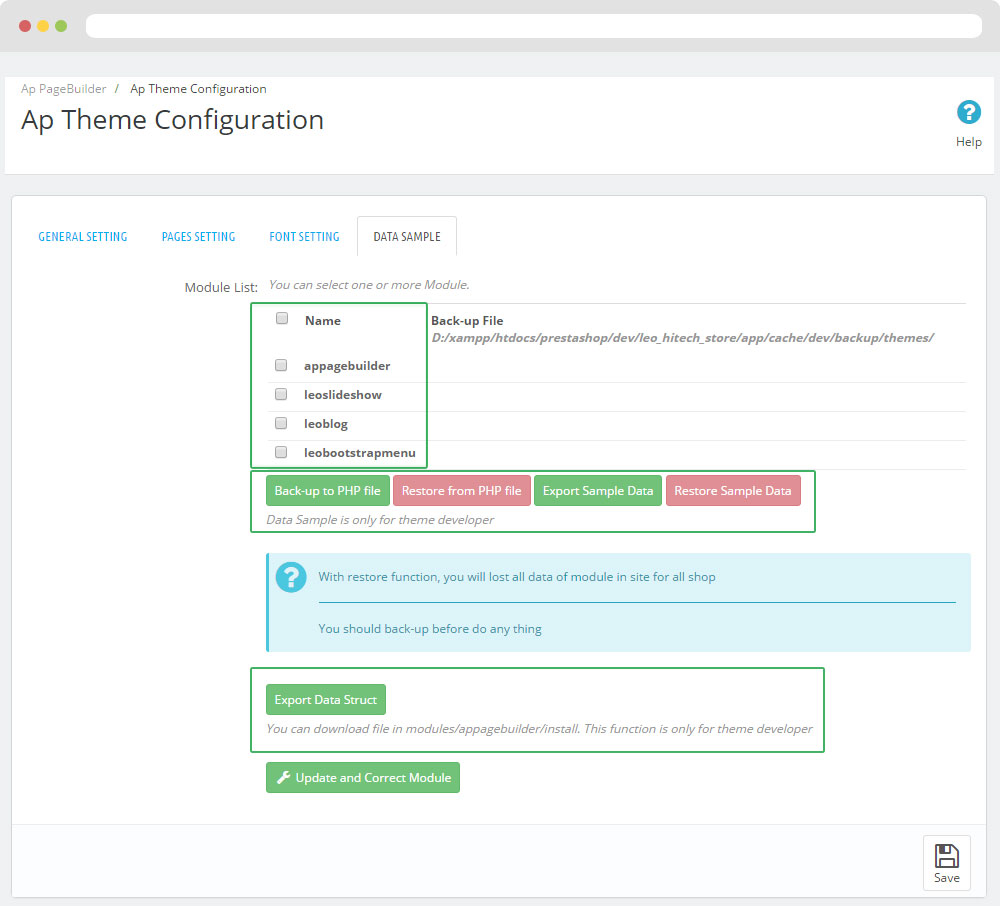 Ap PageBuilder / Ap Theme Configuration
Ap Theme Configuration
?
Help
GENERAL SETTING PAGES SETTING FONT SETTING DATA SAMPLE
Module List: You can select one or more Module.
Name Back-up File
D:/xampp/htdocs/prestashop/dev/leo_hitech_store/app/cache/dev/backup/themes/
appagebuilder
leoslideshow
leoblog
leobootstrapmenu
Back-up to PHP file Restore from PHP file Export Sample Data Restore Sample Data
Data Sample is only for theme developer
? With restore function, you will lost all data of module in site for all shop
You should back-up before do any thing
Export Data Struct
You can download file in modules/appagebuilder/install. This function is only for theme developer
Update and Correct Module
Save